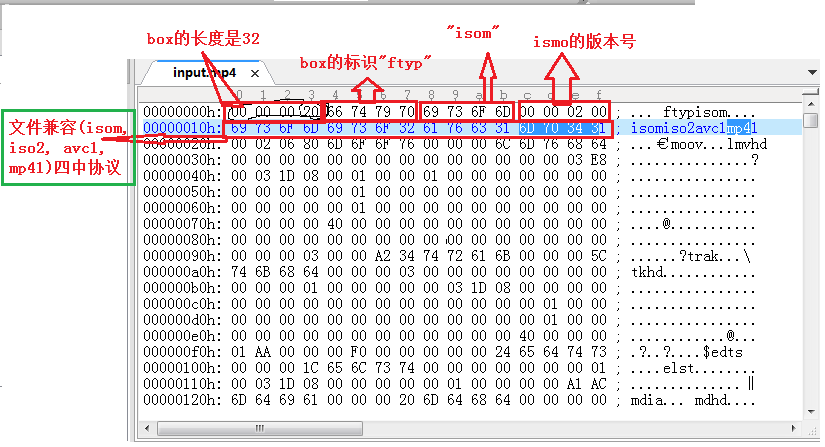 box的长度是32
box的标识"ftyp"
"isom"
ismo的版本号
input.mp4 ×
0 1 2 3 4 5 6 7 8 9 a b c d e f
00000000h: 00 00 00 20 66 74 79 70 69 73 6F 6D 00 00 02 00 ; ... ftypisom....
文件兼容(isom, iso2, avc1, mp41)四中协议
00000010h: 69 73 6F 6D 69 73 6F 32 61 76 63 31 6D 70 34 31 ; isomiso2avc1mp41
00000020h: 00 02 06 80 6D 6F 6F 76 00 00 00 6C 6D 76 68 64 ; ...€moov...lmvhd
00000030h: 00 00 00 00 00 00 00 00 00 00 00 00 00 00 03 E8 ; ..............?
00000040h: 00 03 1D 08 00 01 00 00 01 00 00 00 00 00 00 00 ; ................
00000050h: 00 00 00 00 00 01 00 00 00 00 00 00 00 00 00 00 ; ................
00000060h: 00 00 00 00 00 01 00 00 00 00 00 00 00 00 00 00 ; ................
00000070h: 00 00 00 00 40 00 00 00 00 00 00 00 00 00 00 00 ; ....@...........
00000080h: 00 00 00 00 00 00 00 00 00 00 00 00 00 00 00 00 ; ................
00000090h: 00 00 00 03 00 00 A2 34 74 72 61 6B 00 00 00 5C ; ......?trak...\
000000a0h: 74 6B 68 64 00 00 00 03 00 00 00 00 00 00 00 00 ; tkhd............
000000b0h: 00 00 00 01 00 00 00 00 00 03 1D 08 00 00 00 00 ; ................
000000c0h: 00 00 00 00 00 00 00 00 00 00 00 00 00 01 00 00 ; ................
000000d0h: 00 00 00 00 00 00 00 00 00 00 00 00 00 01 00 00 ; ................
000000e0h: 00 00 00 00 00 00 00 00 00 00 00 00 40 00 00 00 ; ............@...
000000f0h: 01 AA 00 00 00 F0 00 00 00 00 00 24 65 64 74 73 ; .?..?....$edts
00000100h: 00 00 00 1C 65 6C 73 74 00 00 00 00 00 00 00 01 ; ....elst........
00000110h: 00 03 1D 08 00 00 00 00 00 01 00 00 00 00 A1 AC ; ..............‖
00000120h: 6D 64 69 61 00 00 00 20 6D 64 68 64 00 00 00 00 ; mdia... mdhd....